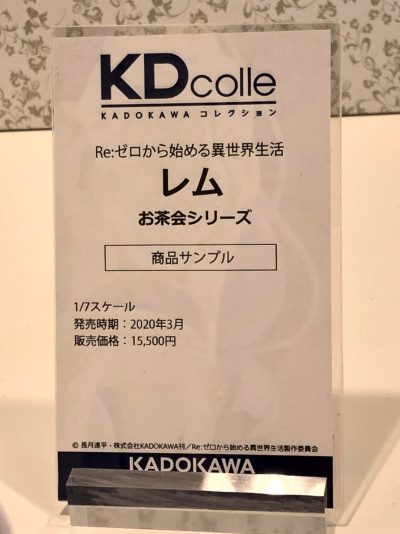 KDcolle
KADOKAWA コレクション
Re:ゼロから始める異世界生活
レム
お茶会シリーズ
商品サンプル
1/7スケール
発売時期：2020年3月
販売価格：15,500円
© 長月達平・株式会社KADOKAWA刊／Re:ゼロから始める異世界生活製作委員会
KADOKAWA